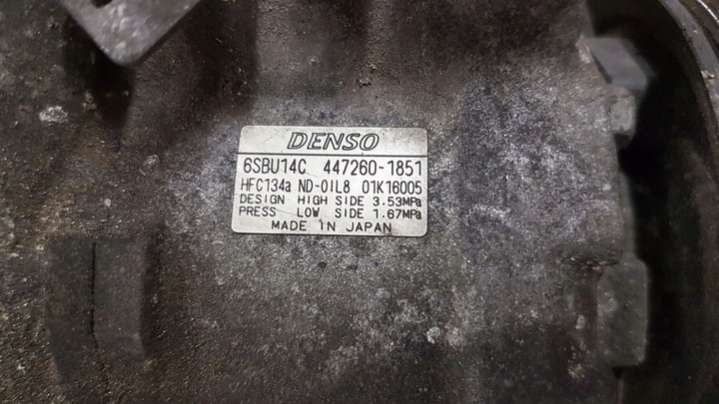 DENSO
6SBU14C 447260-1851
HFC134a ND-OIL8 01K16005
DESIGN HIGH SIDE 3.53MPa
PRESS LOW SIDE 1.67MPa
MADE IN JAPAN